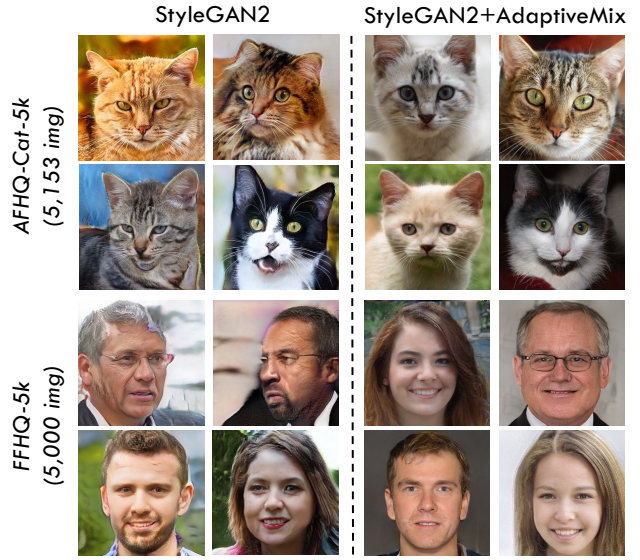 StyleGAN2
StyleGAN2+AdaptiveMix
AFHQ-Cat-5k
(5,153 img)
FFHQ-5k
(5,000 img)